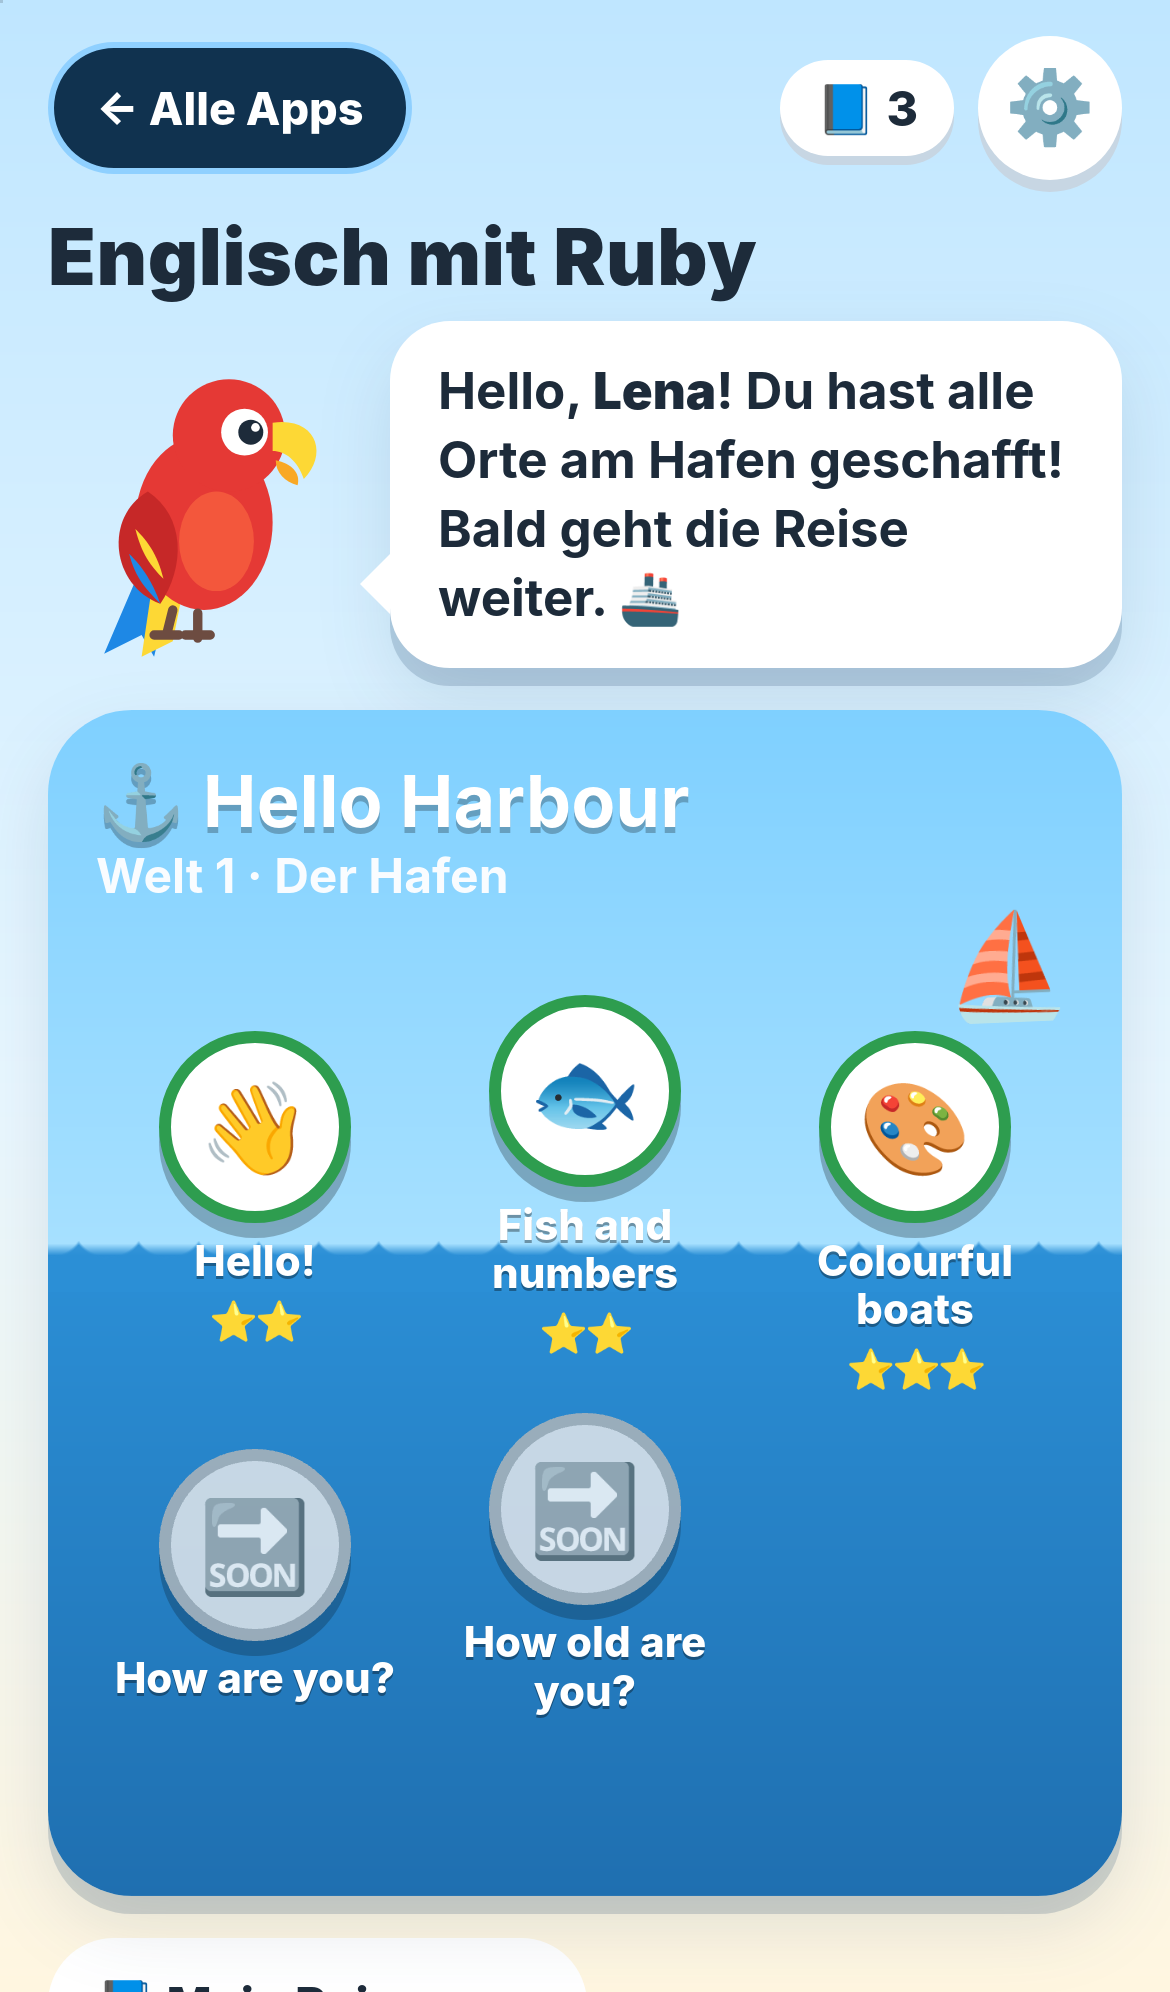 ← Alle Apps
3
Englisch mit Ruby
Hello, Lena! Du hast alle
Orte am Hafen geschafft!
Bald geht die Reise
weiter.
Hello Harbour
Welt 1 · Der Hafen
Hello!
Fish and
numbers
Colourful
boats
SOON
SOON
How are you?
How old are
you?